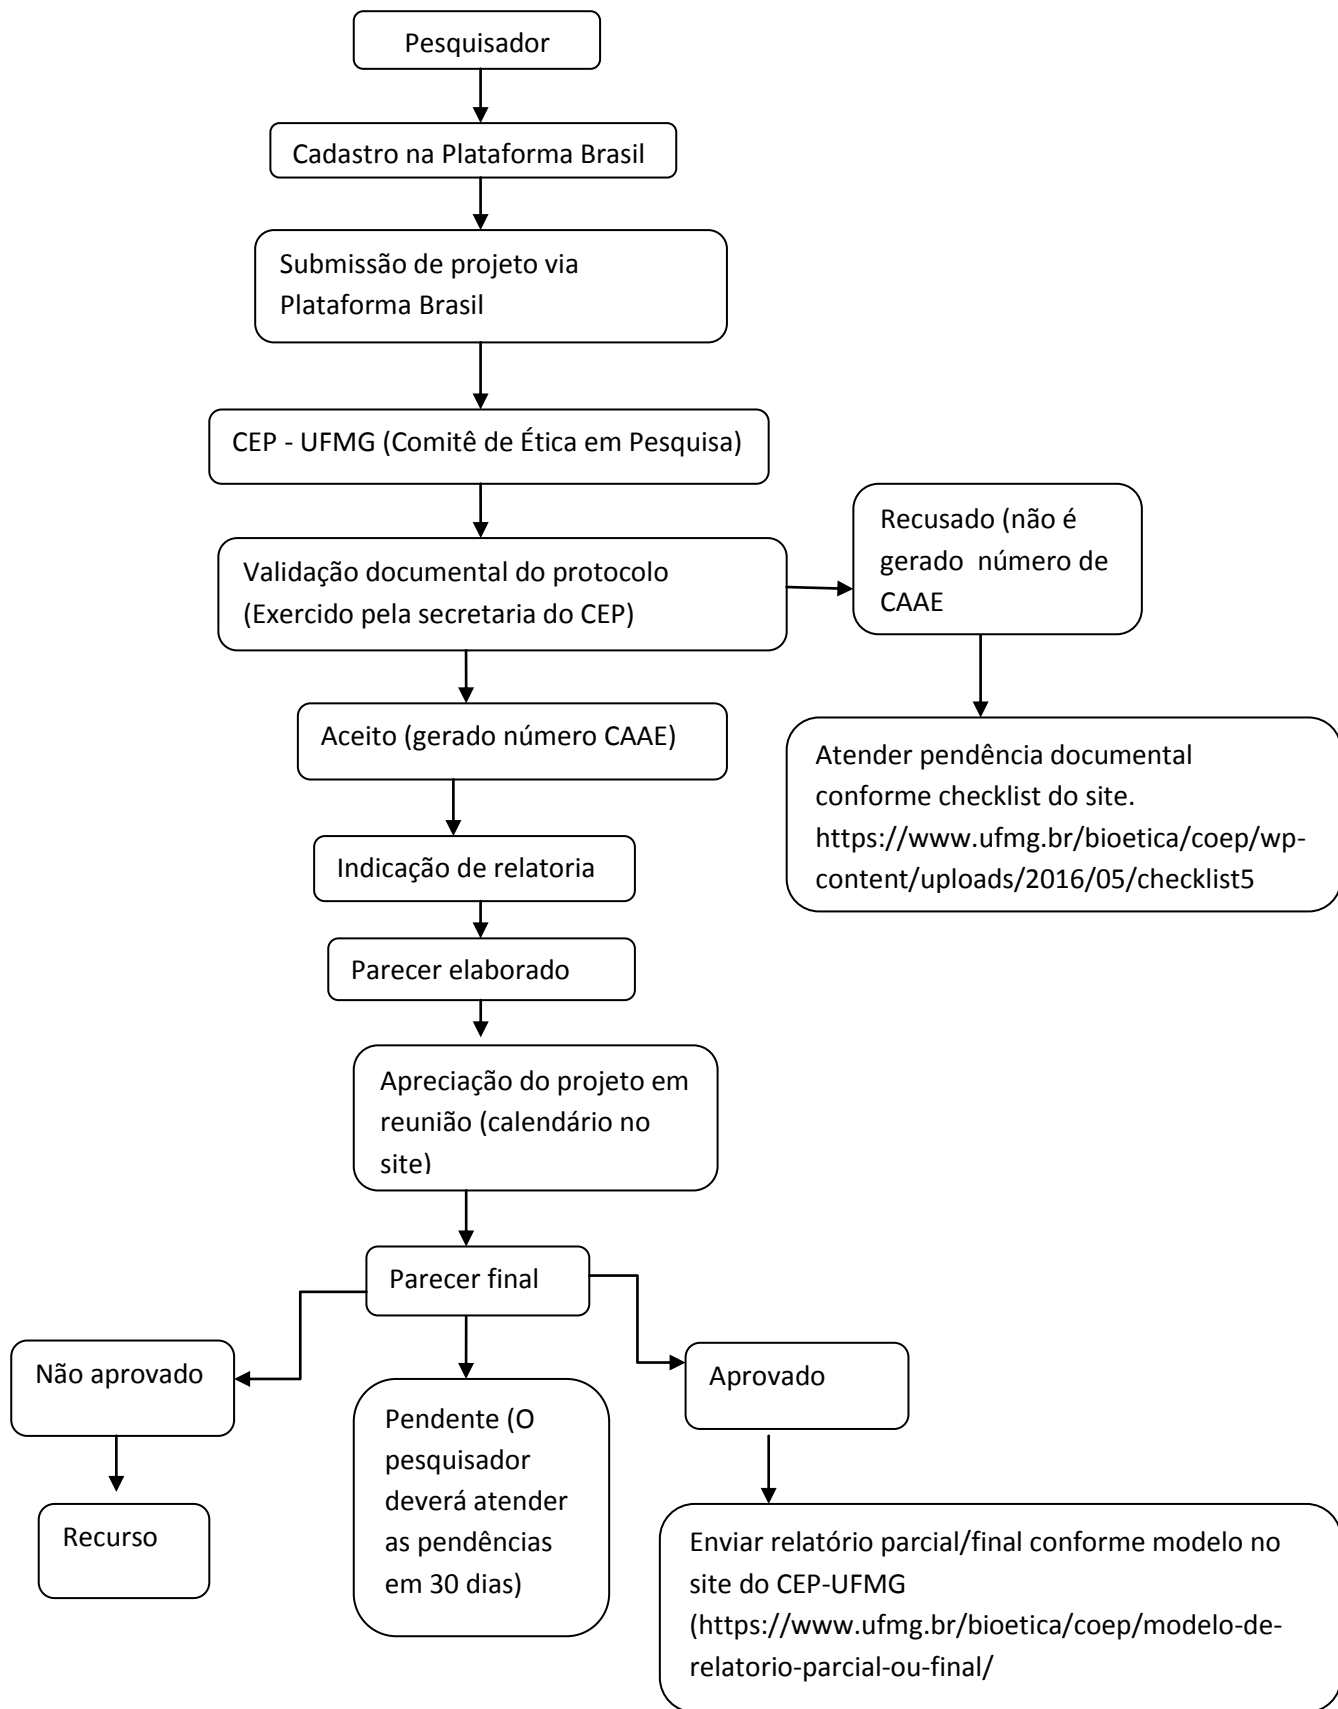 Pesquisador
Cadastro na Plataforma Brasil
Submissão de projeto via
Plataforma Brasil
CEP - UFMG (Comitê de Ética em Pesquisa)
Validação documental do protocolo
(Exercido pela secretaria do CEP)
Recusado (não é
gerado  número de
CAAE
Atender pendência documental
conforme checklist do site.
https://www.ufmg.br/bioetica/coep/wp-
content/uploads/2016/05/checklist5
Aceito (gerado número CAAE)
Indicação de relatoria
Parecer elaborado
Apreciação do projeto em
reunião (calendário no
site)
Parecer final
Não aprovado
Recurso
Pendente (O
pesquisador
deverá atender
as pendências
em 30 dias)
Aprovado
Enviar relatório parcial/final conforme modelo no
site do CEP-UFMG
(https://www.ufmg.br/bioetica/coep/modelo-de-
relatorio-parcial-ou-final/